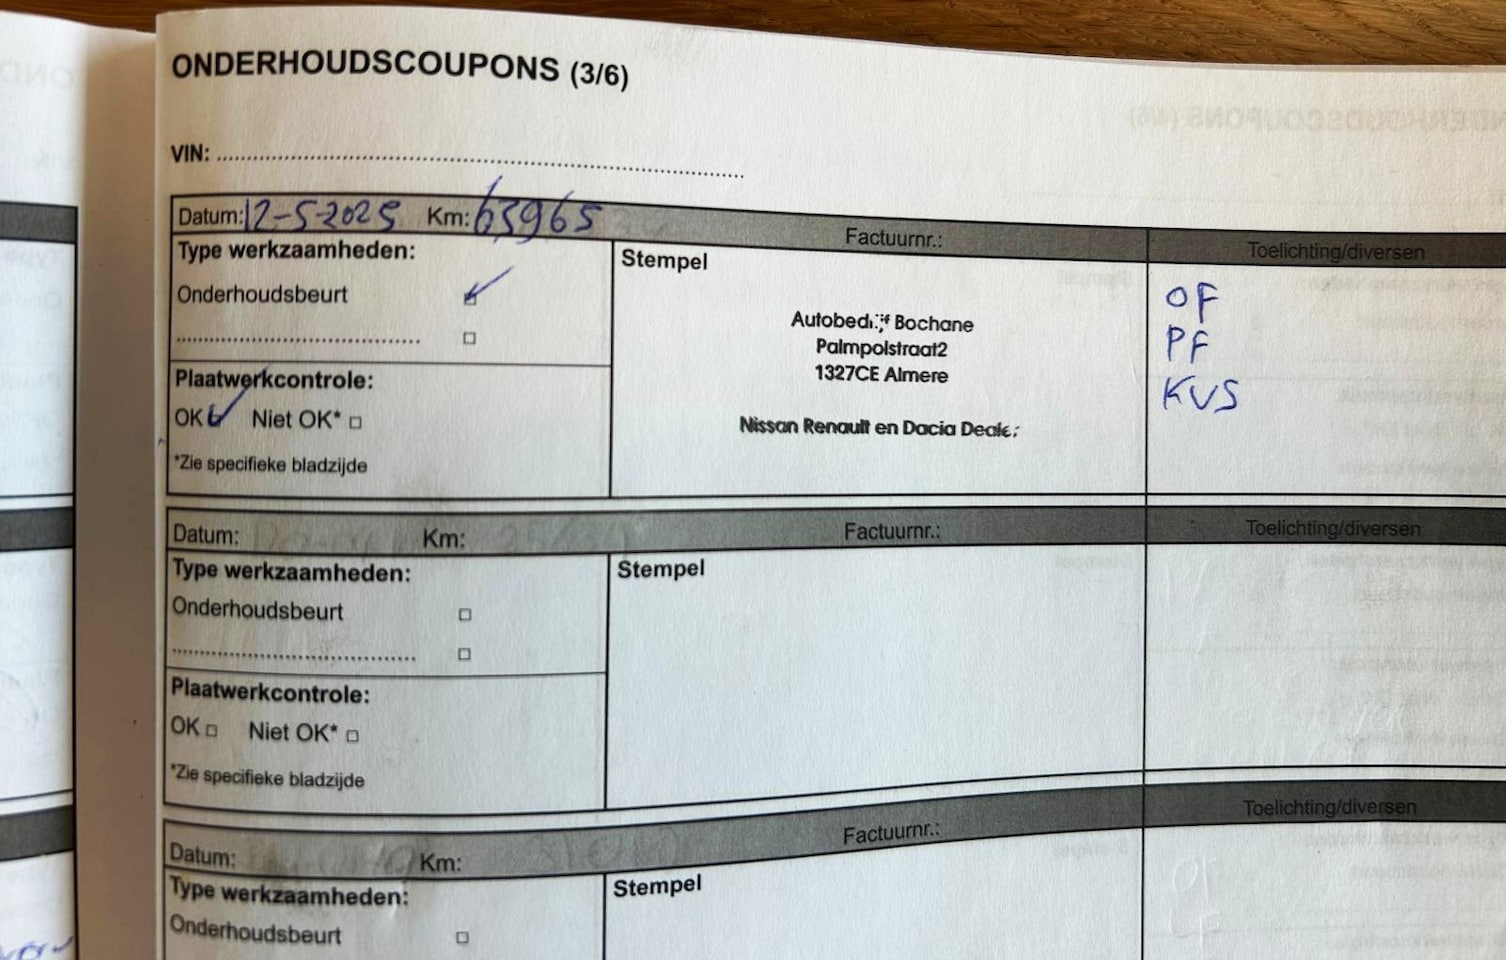 ONDERHOUDSCOUPONS (3/6)
VIN:
Datum: 12-5-2025 Km: 63965 Factuurnr.: Toelichting/diversen
Type werkzaamheden:
Stempel
Onderhoudsbeurt
OF
PF
KVS
Autobedrijf Bochane
Palmpolstraat2
1327CE Almere
Nissan Renault en Dacia Dealer
Plaatwerkcontrole:
OK Niet OK*
*Zie specifieke bladzijde
Datum: Km: Factuurnr.: Toelichting/diversen
Type werkzaamheden:
Stempel
Onderhoudsbeurt
Plaatwerkcontrole:
OK Niet OK*
*Zie specifieke bladzijde
Datum: Km: Factuurnr.: Toelichting/diversen
Type werkzaamheden:
Stempel
Onderhoudsbeurt